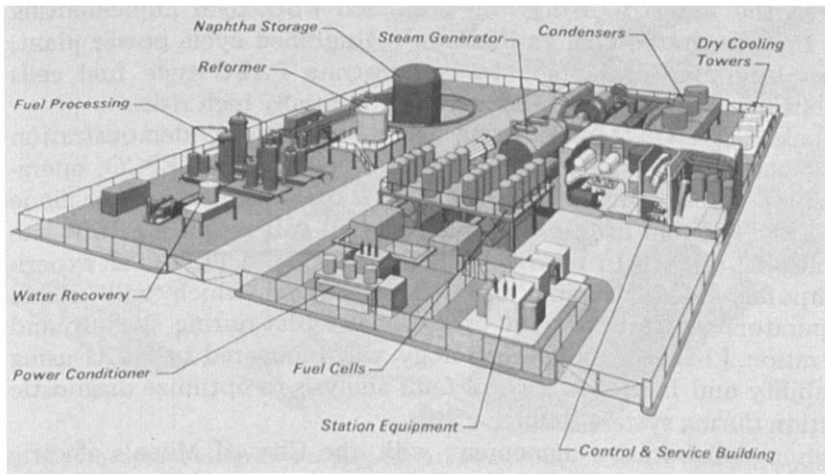 Naphtha Storage
Steam Generator
Condensers
Dry Cooling
Towers
Reformer
Fuel Processing
Water Recovery
Power Conditioner
Fuel Cells
Station Equipment
Control & Service Building